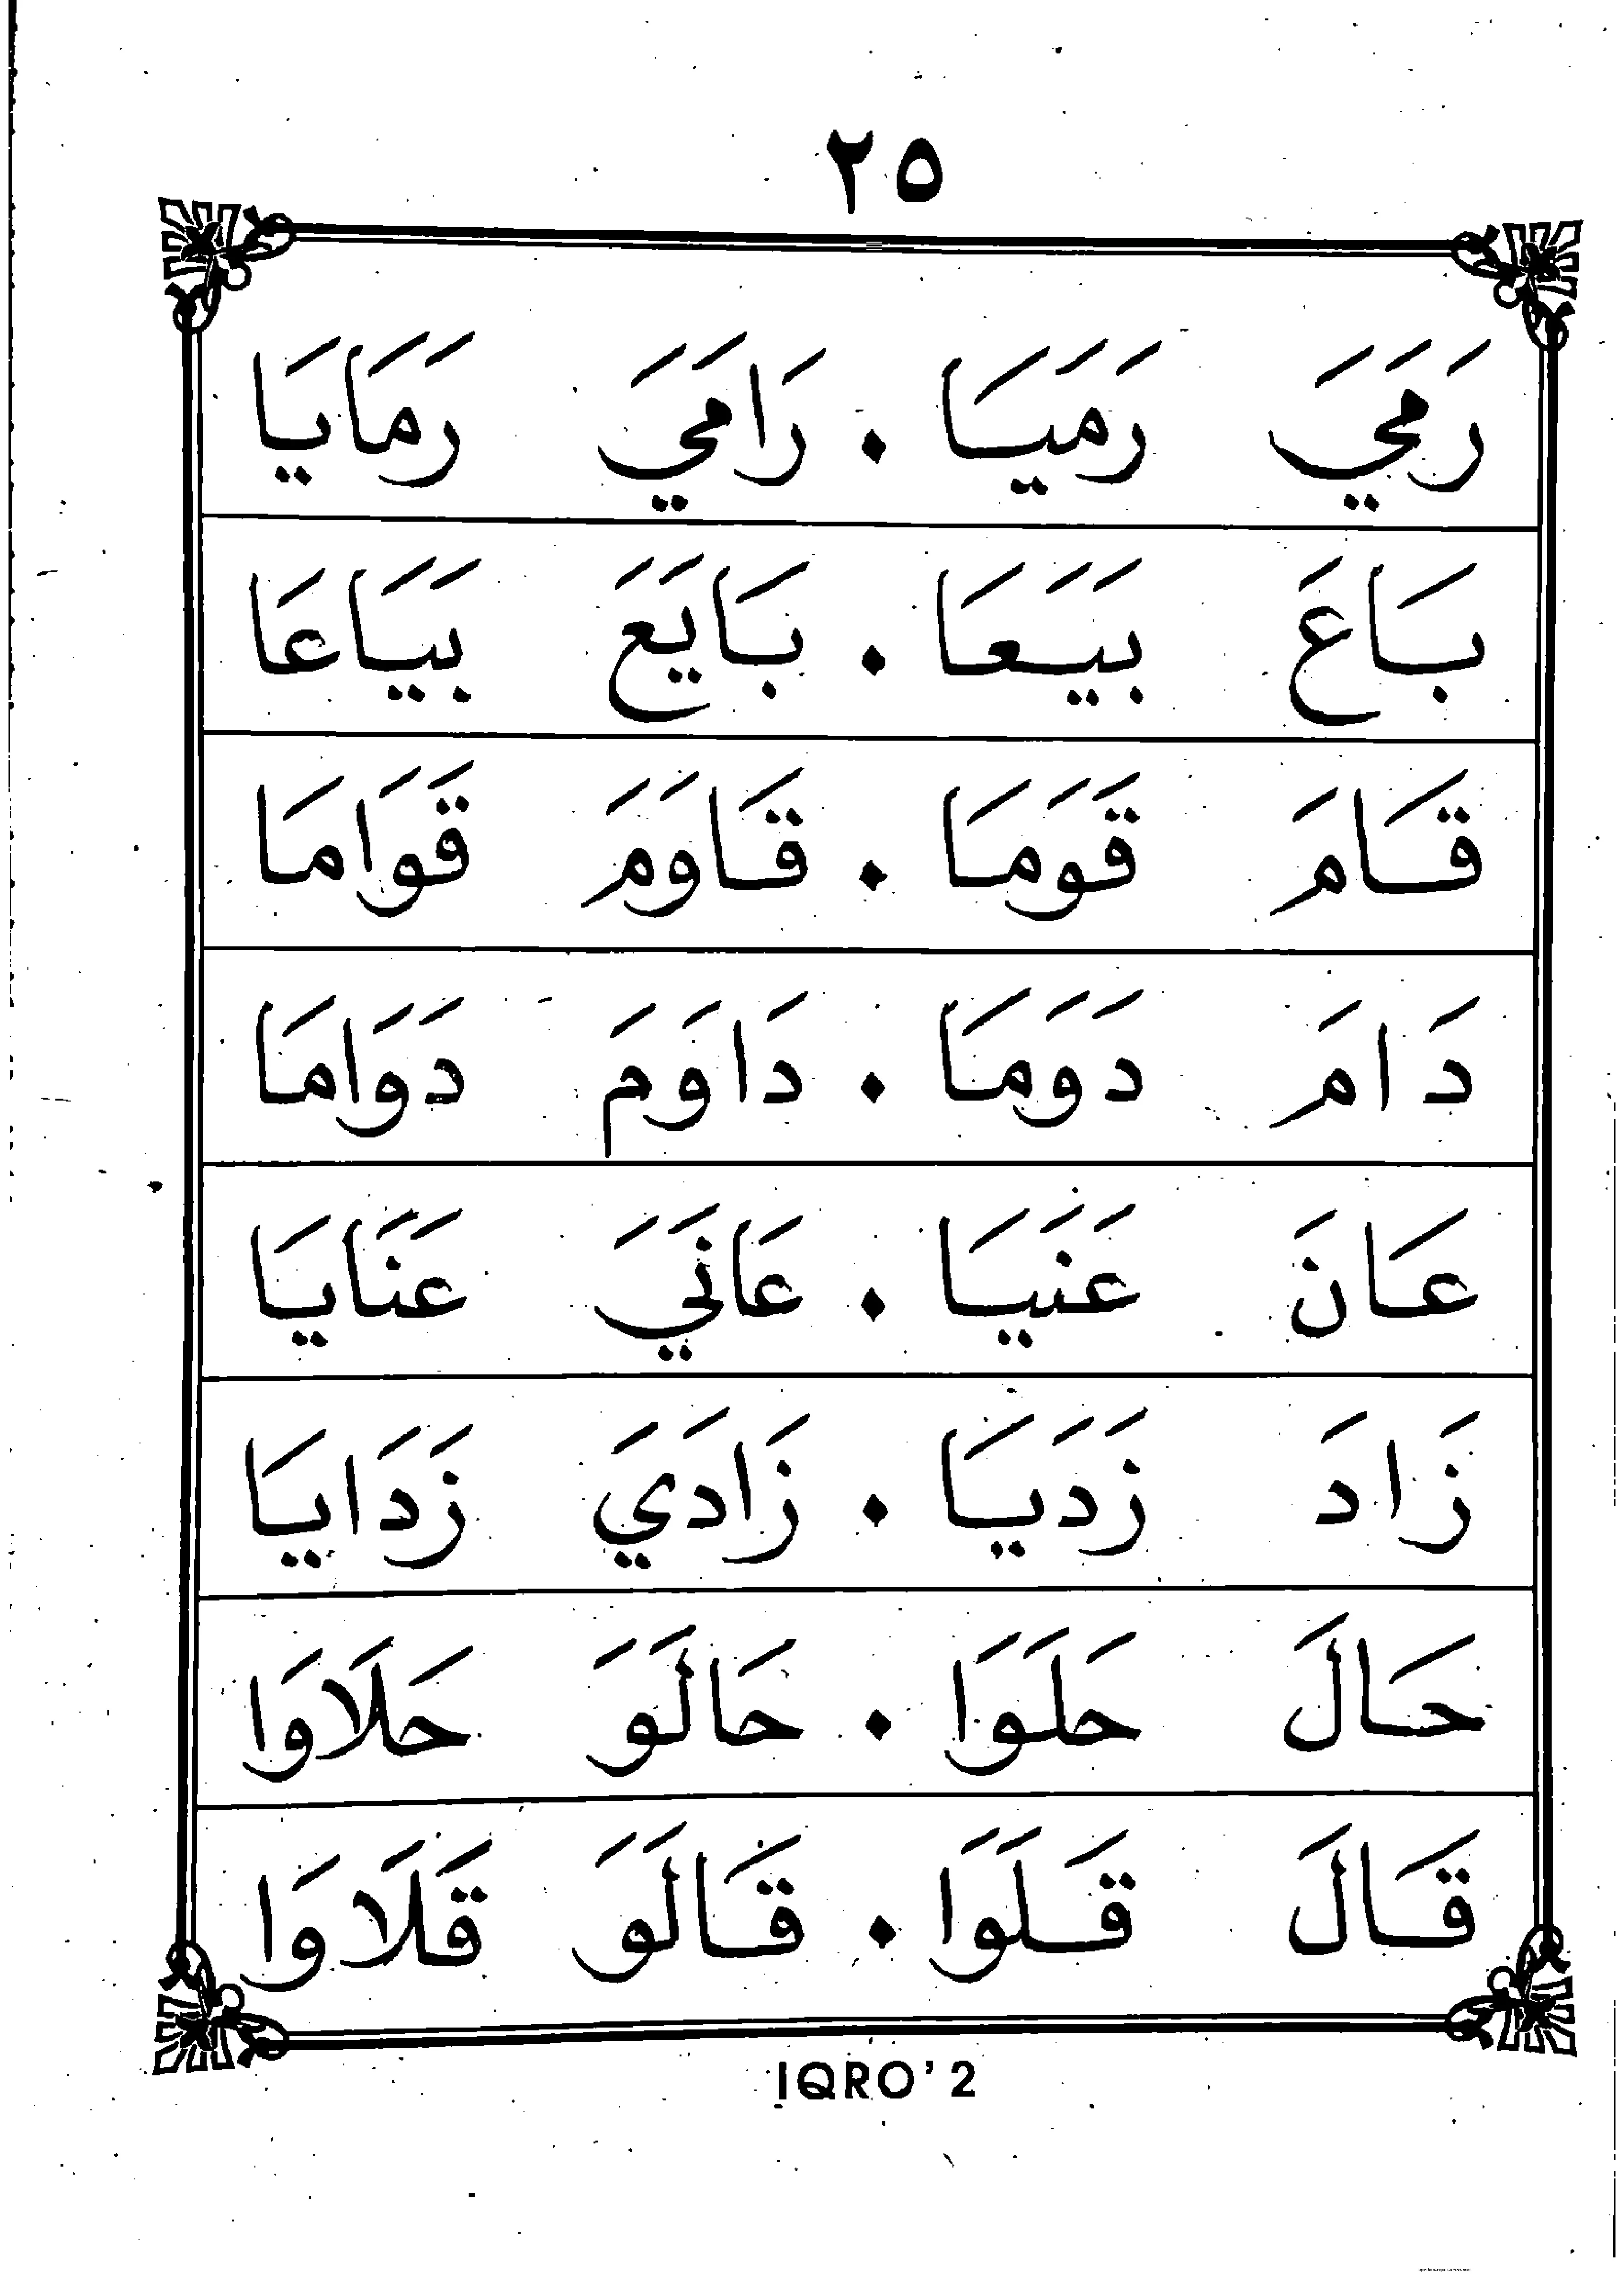 ٢٥
رَمَيَ رَمَيَا . رَامَيَ رَمَايَا
بَاعَ بَيَعَا . بَايَعَ بَيَاعَا
قَامَ قَوَمَا . قَاوَمَ قَوَامَا
دَامَ دَوَمَا . دَاوَمَ دَوَامَا
عَانَ عَنَيَا . عَانَيَ عَنَايَا
زَادَ زَدَيَا . زَادَيَ زَدَايَا
حَالَ حَلَوَا . حَالَوَ حَلَاوَا
قَالَ قَلَوَا . قَالَوَ قَلَاوَا
IQRO' 2